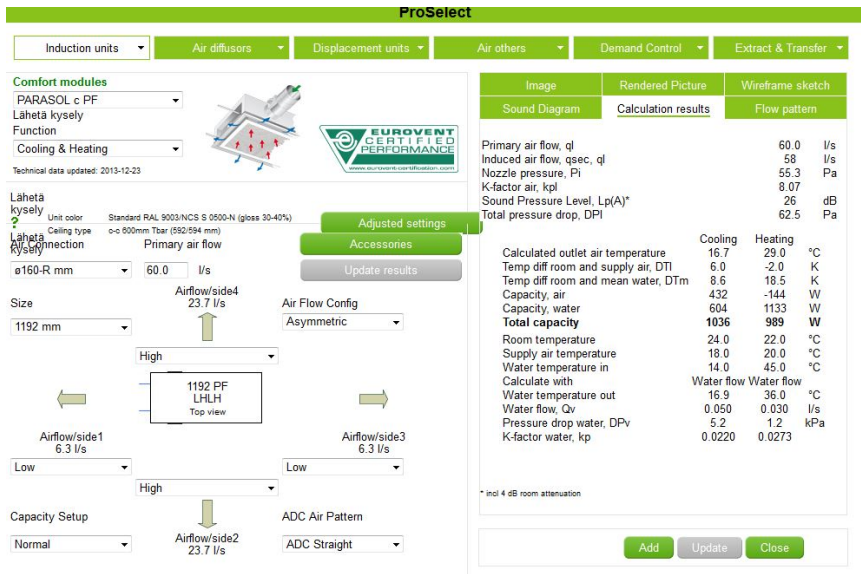 ProSelect
Induction units Air diffusors Displacement units Air others Demand Control Extract & Transfer
Comfort modules
PARASOL c PF
Lähetä kysely
Function
Cooling & Heating
Technical data updated: 2013-12-23
EUROVENT
CERTIFIED
PERFORMANCE
www.eurovent-certification.com
Lähetä
kysely
? Unit color Standard RAL 9003/NCS S 0500-N (gloss 30-40%)
Ceiling type c-c 600mm Tbar (592/594 mm)
Lähetä
kysely
Adjusted settings
Accessories
Update results
Air Connection Primary air flow
ø160-R mm 60.0 l/s
Size
1192 mm
Airflow/side4
23.7 l/s
Air Flow Config
Asymmetric
High
1192 PF
LHLH
Top view
Airflow/side1
6.3 l/s
Low
Airflow/side3
6.3 l/s
Low
High
Capacity Setup
Normal
Airflow/side2
23.7 l/s
ADC Air Pattern
ADC Straight
Image Rendered Picture Wireframe sketch
Sound Diagram Calculation results Flow pattern
Primary air flow, ql 60.0 l/s
Induced air flow, qsec, ql 58 l/s
Nozzle pressure, Pi 55.3 Pa
K-factor air, kpl 8.07
Sound Pressure Level, Lp(A)* 26 dB
Total pressure drop, DPl 62.5 Pa
Cooling Heating
Calculated outlet air temperature 16.7 29.0 °C
Temp diff room and supply air, DTl 6.0 -2.0 K
Temp diff room and mean water, DTm 8.6 18.5 K
Capacity, air 432 -144 W
Capacity, water 604 1133 W
Total capacity 1036 989 W
Room temperature 24.0 22.0 °C
Supply air temperature 18.0 20.0 °C
Water temperature in 14.0 45.0 °C
Calculate with Water flow Water flow
Water temperature out 16.9 36.0 °C
Water flow, Qv 0.050 0.030 l/s
Pressure drop water, DPv 5.2 1.2 kPa
K-factor water, kp 0.0220 0.0273
* incl 4 dB room attenuation
Add Update Close